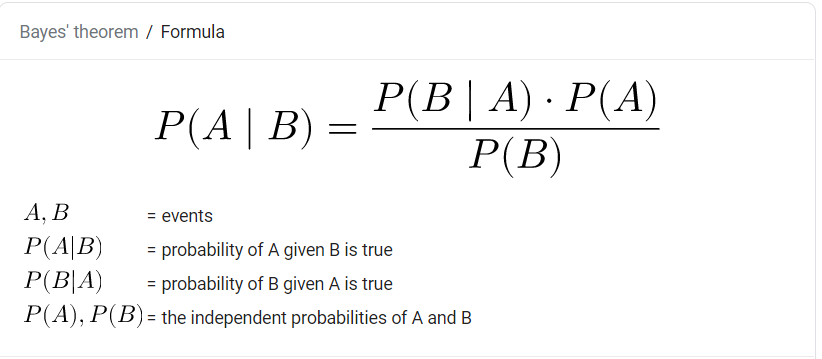 Bayes' theorem / Formula
P(A | B) = P(B | A) · P(A) / P(B)
A, B = events
P(A|B) = probability of A given B is true
P(B|A) = probability of B given A is true
P(A), P(B) = the independent probabilities of A and B